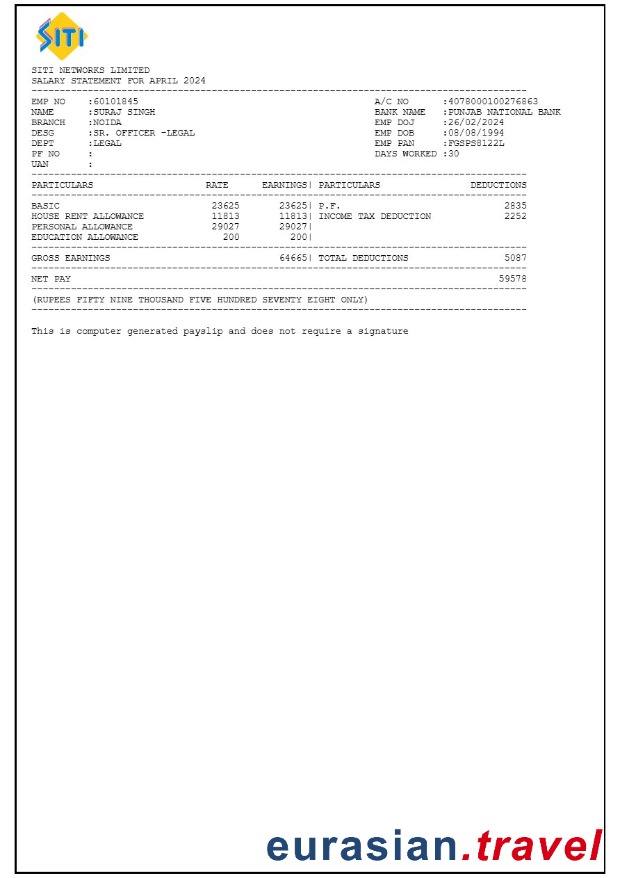 SITI
SITI NETWORKS LIMITED
SALARY STATEMENT FOR APRIL 2024
EMP NO :60101845 A/C NO :4078000100276863
NAME :SURAJ SINGH BANK NAME :PUNJAB NATIONAL BANK
BRANCH :NOIDA EMP DOJ :26/02/2024
DESG :SR. OFFICER -LEGAL EMP DOB :08/08/1994
DEPT :LEGAL EMP PAN :FGSPS8122L
PF NO : DAYS WORKED :30
UAN :
PARTICULARS RATE EARNINGS| PARTICULARS DEDUCTIONS
BASIC 23625 23625| P.F. 2835
HOUSE RENT ALLOWANCE 11813 11813| INCOME TAX DEDUCTION 2252
PERSONAL ALLOWANCE 29027 29027|
EDUCATION ALLOWANCE 200 200|
GROSS EARNINGS 64665| TOTAL DEDUCTIONS 5087
NET PAY 59578
(RUPEES FIFTY NINE THOUSAND FIVE HUNDRED SEVENTY EIGHT ONLY)
This is computer generated payslip and does not require a signature
eurasian.travel